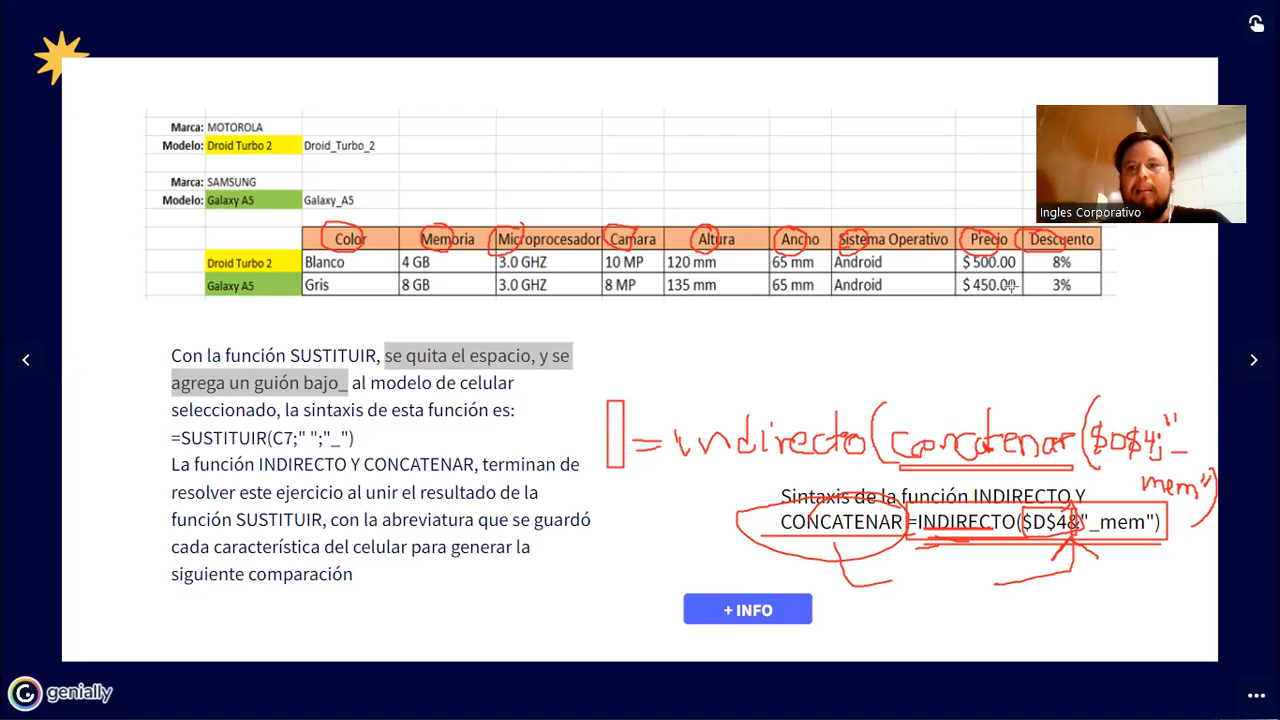 Marca: MOTOROLA
Modelo: Droid Turbo 2 Droid_Turbo_2
Marca: SAMSUNG
Modelo: Galaxy A5 Galaxy_A5
Ingles Corporativo
Color Memoria Microprocesador Camara Altura Ancho Sistema Operativo Precio Descuento
Droid Turbo 2 Blanco 4 GB 3.0 GHZ 10 MP 120 mm 65 mm Android $ 500.00 8%
Galaxy A5 Gris 8 GB 3.0 GHZ 8 MP 135 mm 65 mm Android $ 450.00 3%
Con la función SUSTITUIR, se quita el espacio, y se
agrega un guión bajo_ al modelo de celular
seleccionado, la sintaxis de esta función es:
=SUSTITUIR(C7;" ";"_")
La función INDIRECTO Y CONCATENAR, terminan de
resolver este ejercicio al unir el resultado de la
función SUSTITUIR, con la abreviatura que se guardó
cada característica del celular para generar la
siguiente comparación
=indirecto(concatenar($D$4;"_
mem")
Sintaxis de la función INDIRECTO Y
CONCATENAR =INDIRECTO($D$4&"_mem")
+ INFO
genially